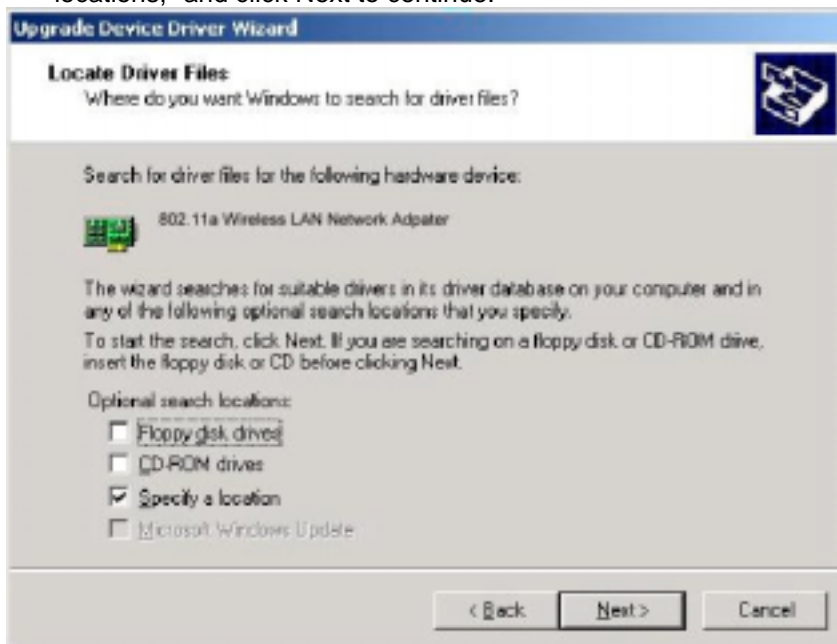 locations," and click Next to continue.
Upgrade Device Driver Wizard
Locate Driver Files
Where do you want Windows to search for driver files?
Search for driver files for the following hardware device:
802.11a Wireless LAN Network Adpater
The wizard searches for suitable drivers in its driver database on your computer and in
any of the following optional search locations that you specify.
To start the search, click Next. If you are searching on a floppy disk or CD-ROM drive,
insert the floppy disk or CD before clicking Next.
Optional search locations:
Floppy disk drives
CD-ROM drives
Specify a location
Microsoft Windows Update
< Back
Next >
Cancel